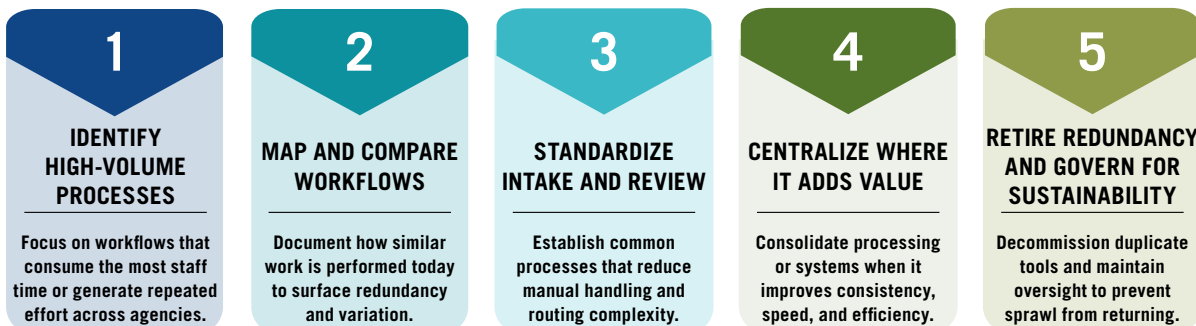 1
IDENTIFY
HIGH-VOLUME
PROCESSES
Focus on workflows that
consume the most staff
time or generate repeated
effort across agencies.
2
MAP AND COMPARE
WORKFLOWS
Document how similar
work is performed today
to surface redundancy
and variation.
3
STANDARDIZE
INTAKE AND REVIEW
Establish common
processes that reduce
manual handling and
routing complexity.
4
CENTRALIZE WHERE
IT ADDS VALUE
Consolidate processing
or systems when it
improves consistency,
speed, and efficiency.
5
RETIRE REDUNDANCY
AND GOVERN FOR
SUSTAINABILITY
Decommission duplicate
tools and maintain
oversight to prevent
sprawl from returning.